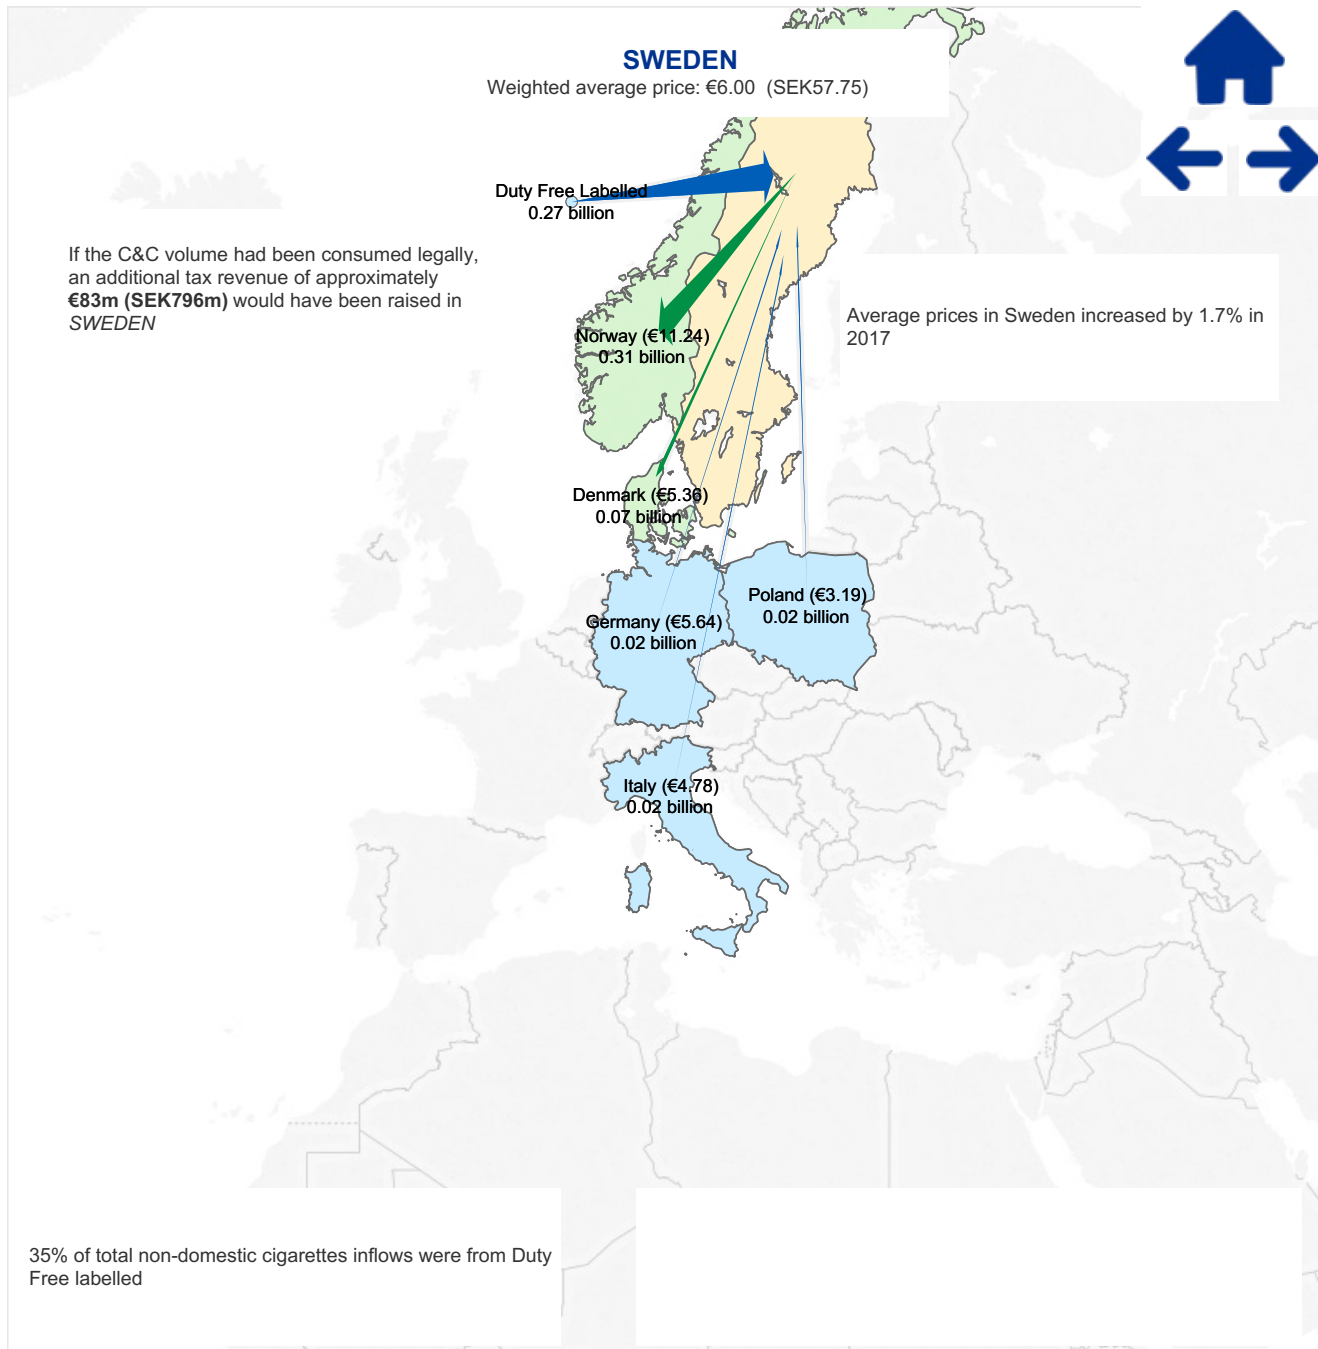 SWEDEN
Weighted average price: €6.00 (SEK57.75)
Duty Free Labelled
0.27 billion
If the C&C volume had been consumed legally,
an additional tax revenue of approximately
€83m (SEK796m) would have been raised in
SWEDEN
Average prices in Sweden increased by 1.7% in
2017
Norway (€11.24)
0.31 billion
Denmark (€5.36)
0.07 billion
Poland (€3.19)
0.02 billion
Germany (€5.64)
0.02 billion
Italy (€4.78)
0.02 billion
35% of total non-domestic cigarettes inflows were from Duty
Free labelled